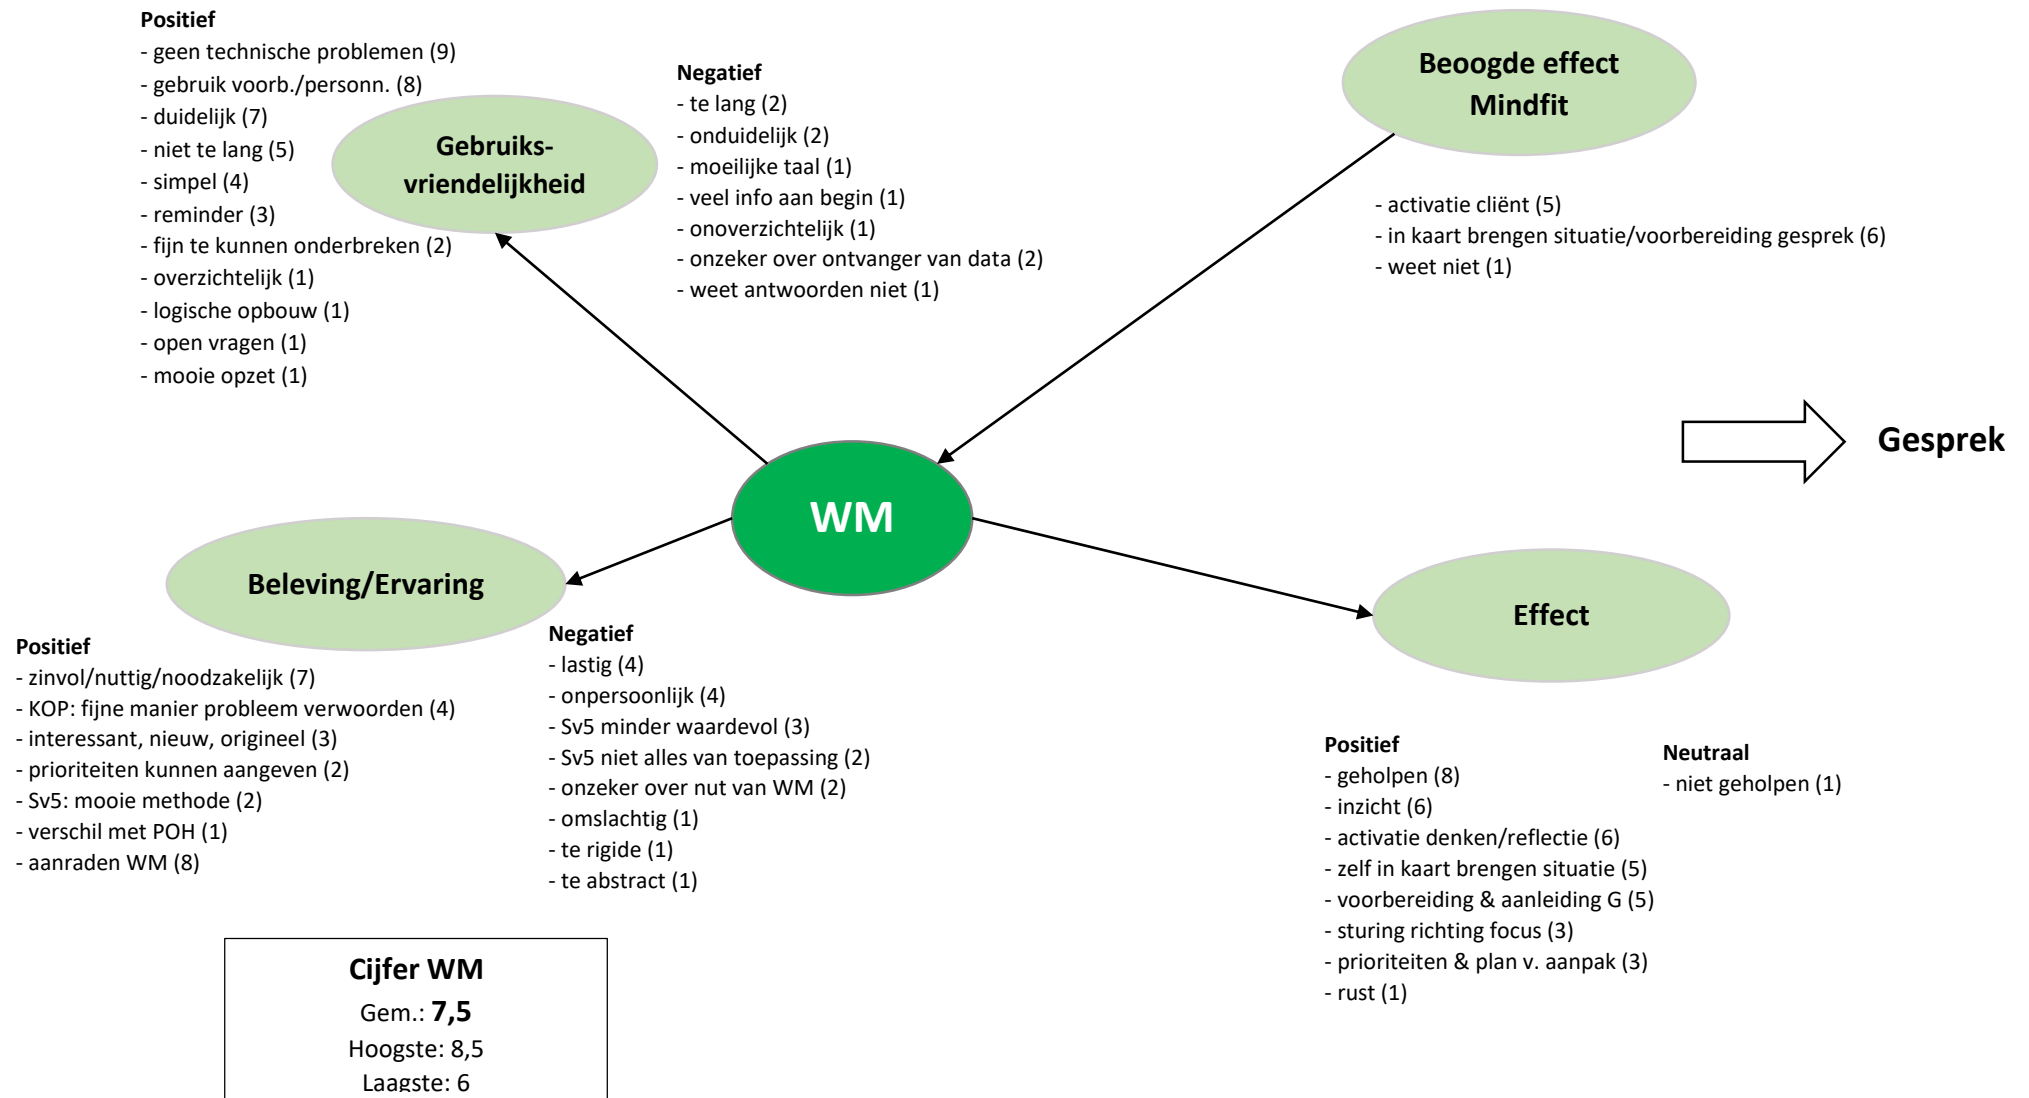 Positief
- geen technische problemen (9)
- gebruik voorb./personn. (8)
- duidelijk (7)
- niet te lang (5)
- simpel (4)
- reminder (3)
- fijn te kunnen onderbreken (2)
- overzichtelijk (1)
- logische opbouw (1)
- open vragen (1)
- mooie opzet (1)
Gebruiks-
vriendelijkheid
Negatief
- te lang (2)
- onduidelijk (2)
- moeilijke taal (1)
- veel info aan begin (1)
- onoverzichtelijk (1)
- onzeker over ontvanger van data (2)
- weet antwoorden niet (1)
Beoogde effect
Mindfit
- activatie cliënt (5)
- in kaart brengen situatie/voorbereiding gesprek (6)
- weet niet (1)
Gesprek
WM
Beleving/Ervaring
Positief
- zinvol/nuttig/noodzakelijk (7)
- KOP: fijne manier probleem verwoorden (4)
- interessant, nieuw, origineel (3)
- prioriteiten kunnen aangeven (2)
- Sv5: mooie methode (2)
- verschil met POH (1)
- aanraden WM (8)
Negatief
- lastig (4)
- onpersoonlijk (4)
- Sv5 minder waardevol (3)
- Sv5 niet alles van toepassing (2)
- onzeker over nut van WM (2)
- omslachtig (1)
- te rigide (1)
- te abstract (1)
Effect
Positief
- geholpen (8)
- inzicht (6)
- activatie denken/reflectie (6)
- zelf in kaart brengen situatie (5)
- voorbereiding & aanleiding G (5)
- sturing richting focus (3)
- prioriteiten & plan v. aanpak (3)
- rust (1)
Neutraal
- niet geholpen (1)
Cijfer WM
Gem.: 7,5
Hoogste: 8,5
Laagste: 6